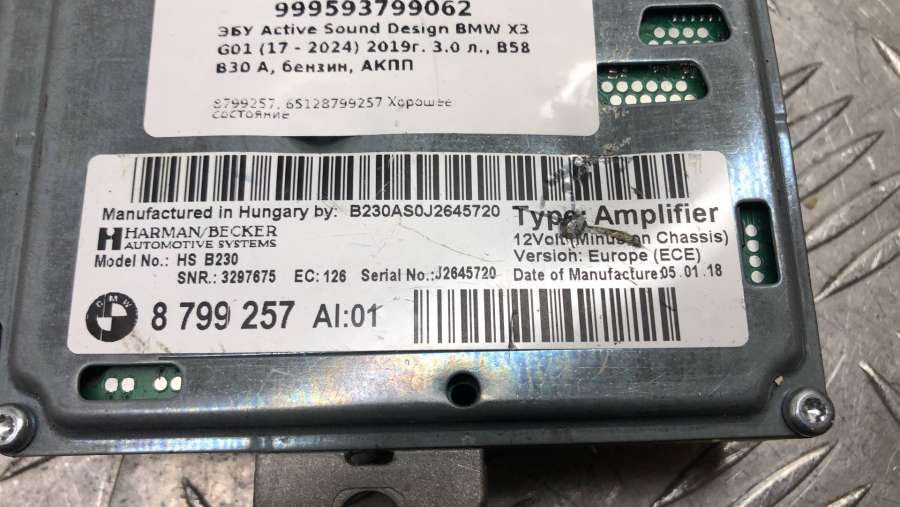 999593799062
ЭБУ Active Sound Design BMW X3
G01 (17 - 2024) 2019г. 3.0 л., B58
B30 A, бензин, АКПП
8799257, 65128799257 Хорошее
состояние
Manufactured in Hungary by: B230AS0J2645720
Type: Amplifier
HARMAN/BECKER
AUTOMOTIVE SYSTEMS
12Volt (Minus on Chassis)
Model No.: HS B230
Version: Europe (ECE)
SNR.: 3297675 EC: 126 Serial No.:J2645720 Date of Manufacture:05.01.18
BMW
8 799 257 AI:01